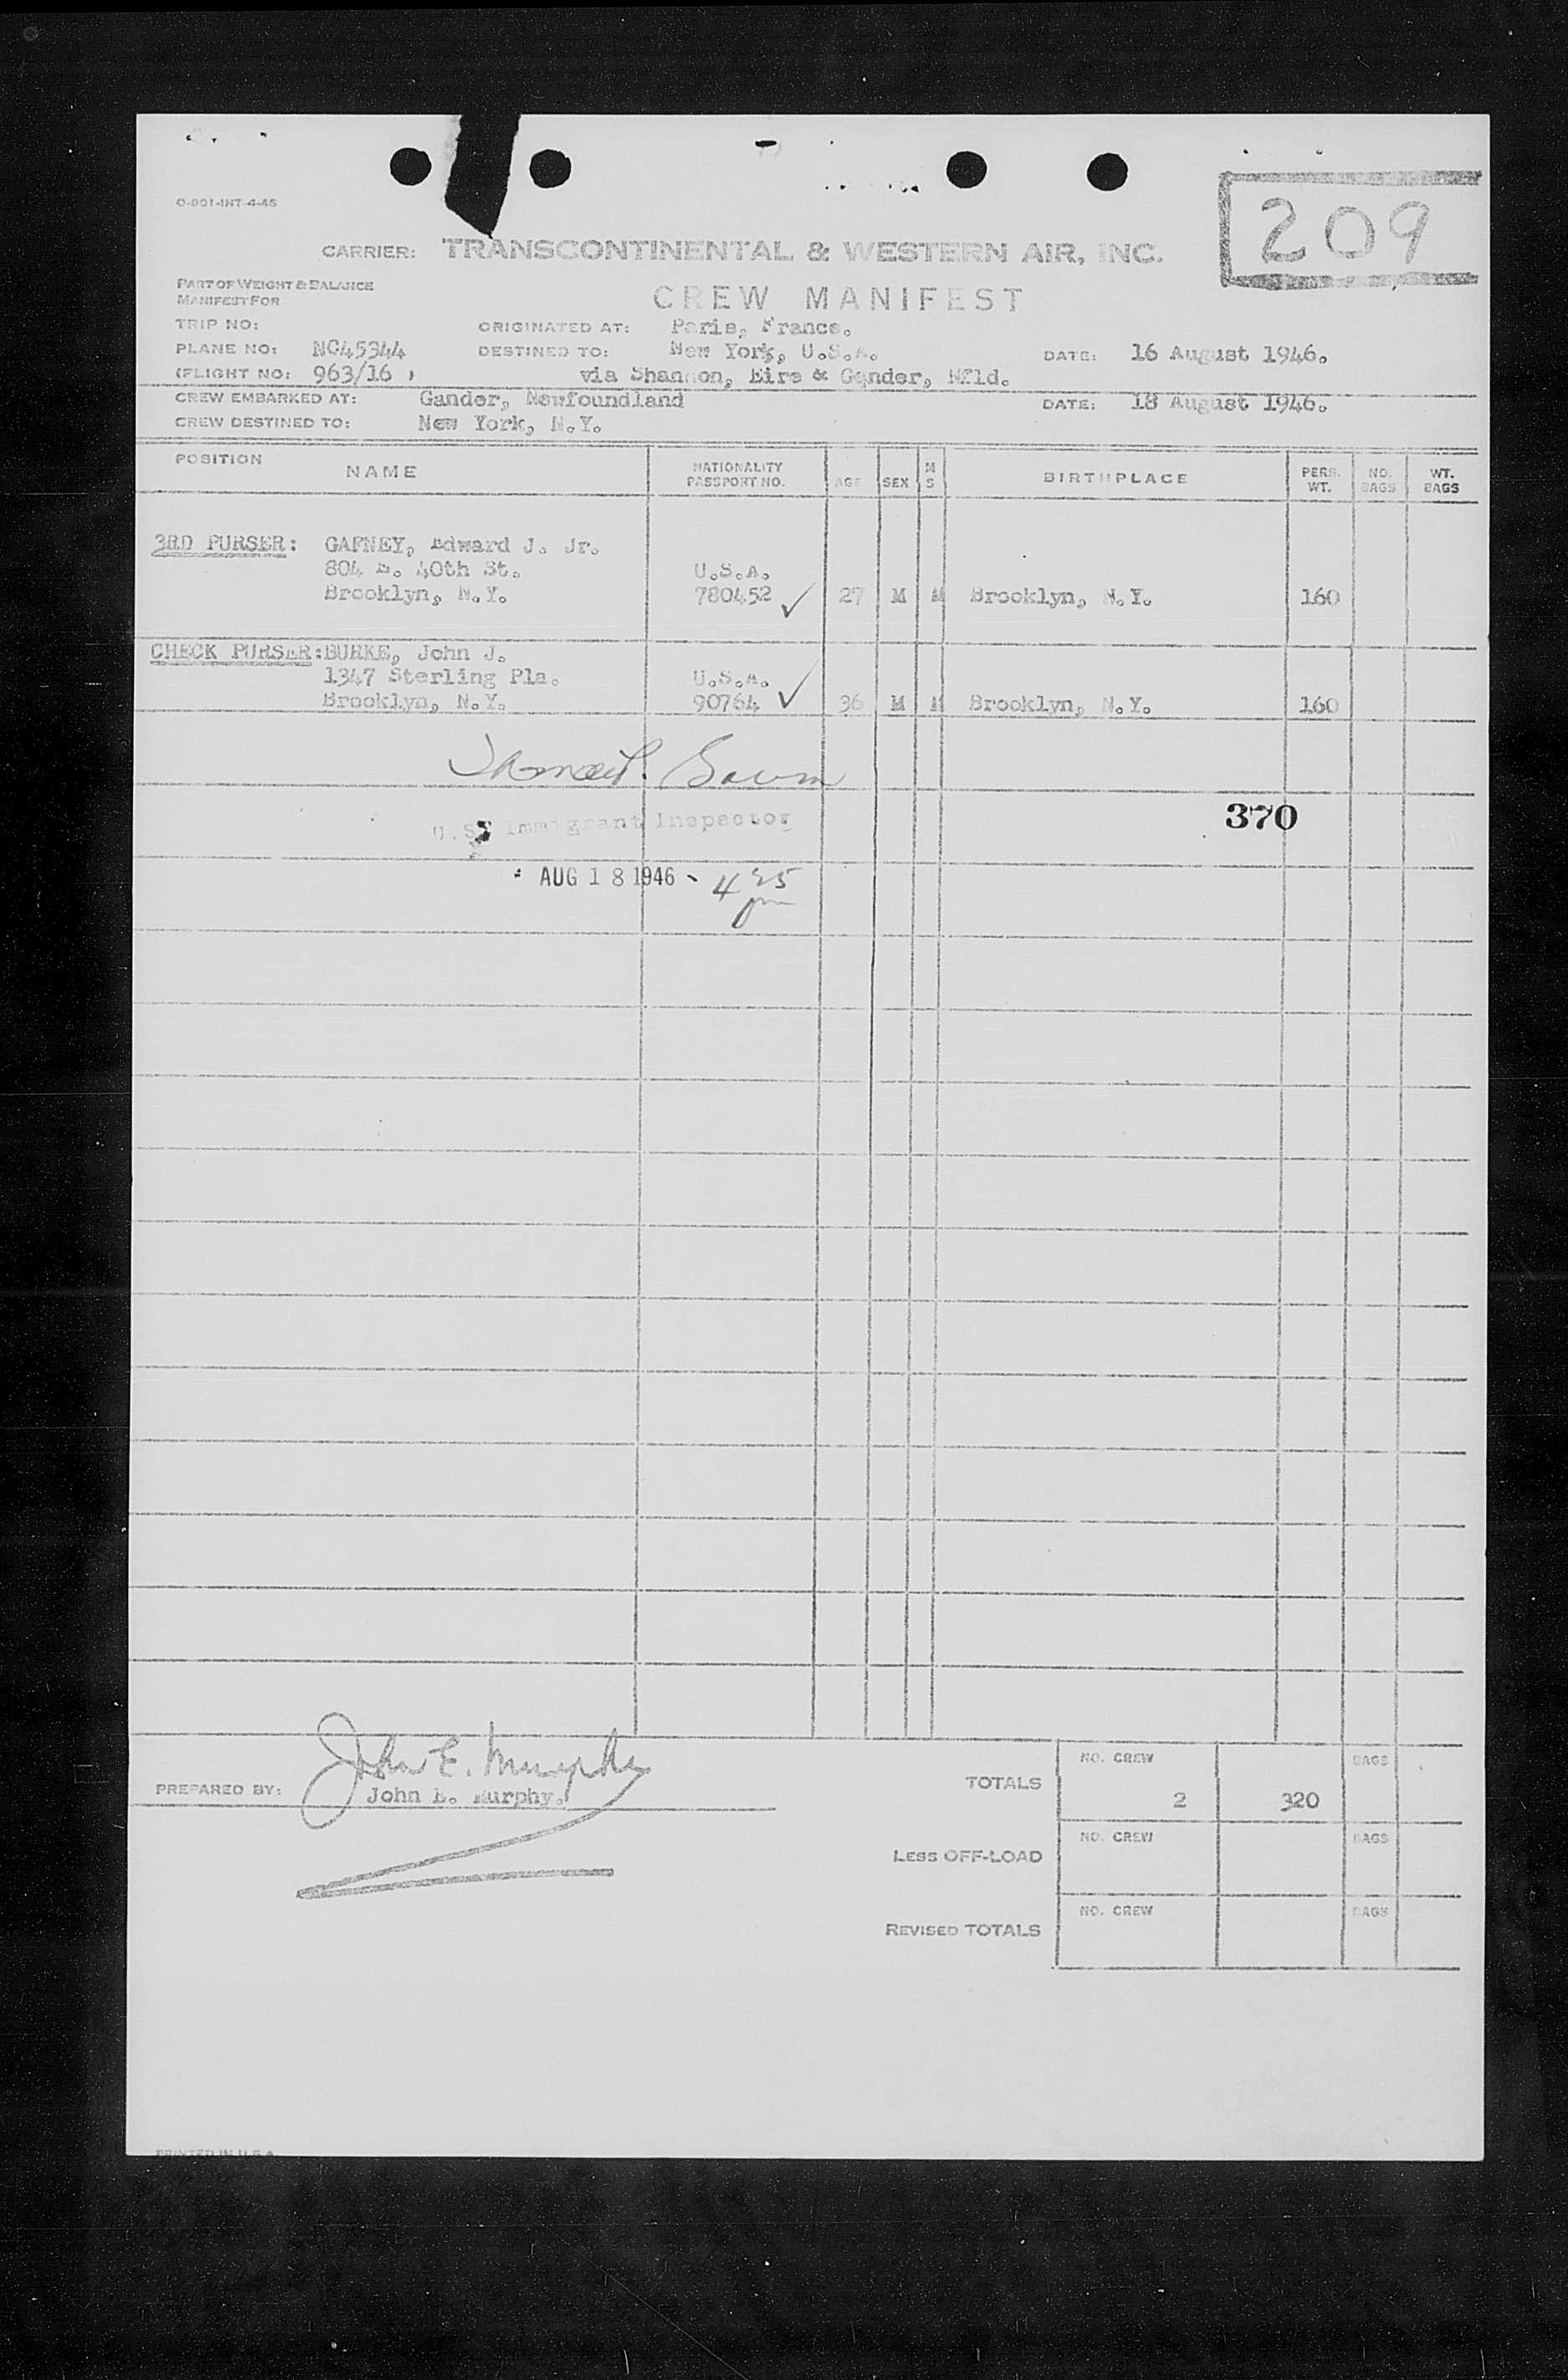 209
O-801-INT-4-45
CARRIER: TRANSCONTINENTAL & WESTERN AIR, INC.
PART OF WEIGHT & BALANCE
MANIFEST FOR
CREW MANIFEST
TRIP NO: ORIGINATED AT: Paris, France.
PLANE NO: NC45344 DESTINED TO: New York, U.S.A. DATE: 16 August 1946.
(FLIGHT NO: 963/16 ) via Shannon, Eire & Gander, Nfld.
CREW EMBARKED AT: Gander, Newfoundland DATE: 18 August 1946.
CREW DESTINED TO: New York, N.Y.
POSITION NAME NATIONALITY PASSPORT NO. AGE SEX M S BIRTHPLACE PERS. WT. NO. BAGS WT. BAGS
3RD PURSER: GAFNEY, Edward J. Jr.
804 E. 40th St. U.S.A.
Brooklyn, N.Y. 780452 ✓ 27 M M Brooklyn, N.Y. 160
CHECK PURSER: BURKE, John J.
1347 Sterling Pla. U.S.A.
Brooklyn, N.Y. 90764 ✓ 36 M M Brooklyn, N.Y. 160
370
U.S. Immigrant Inspector
AUG 18 1946 - 4 25 pm
John E. Murphy
PREPARED BY: John E. Murphy.
TOTALS NO. CREW 2 320 BAGS
LESS OFF-LOAD NO. CREW BAGS
REVISED TOTALS NO. CREW BAGS
PRINTED IN U.S.A.